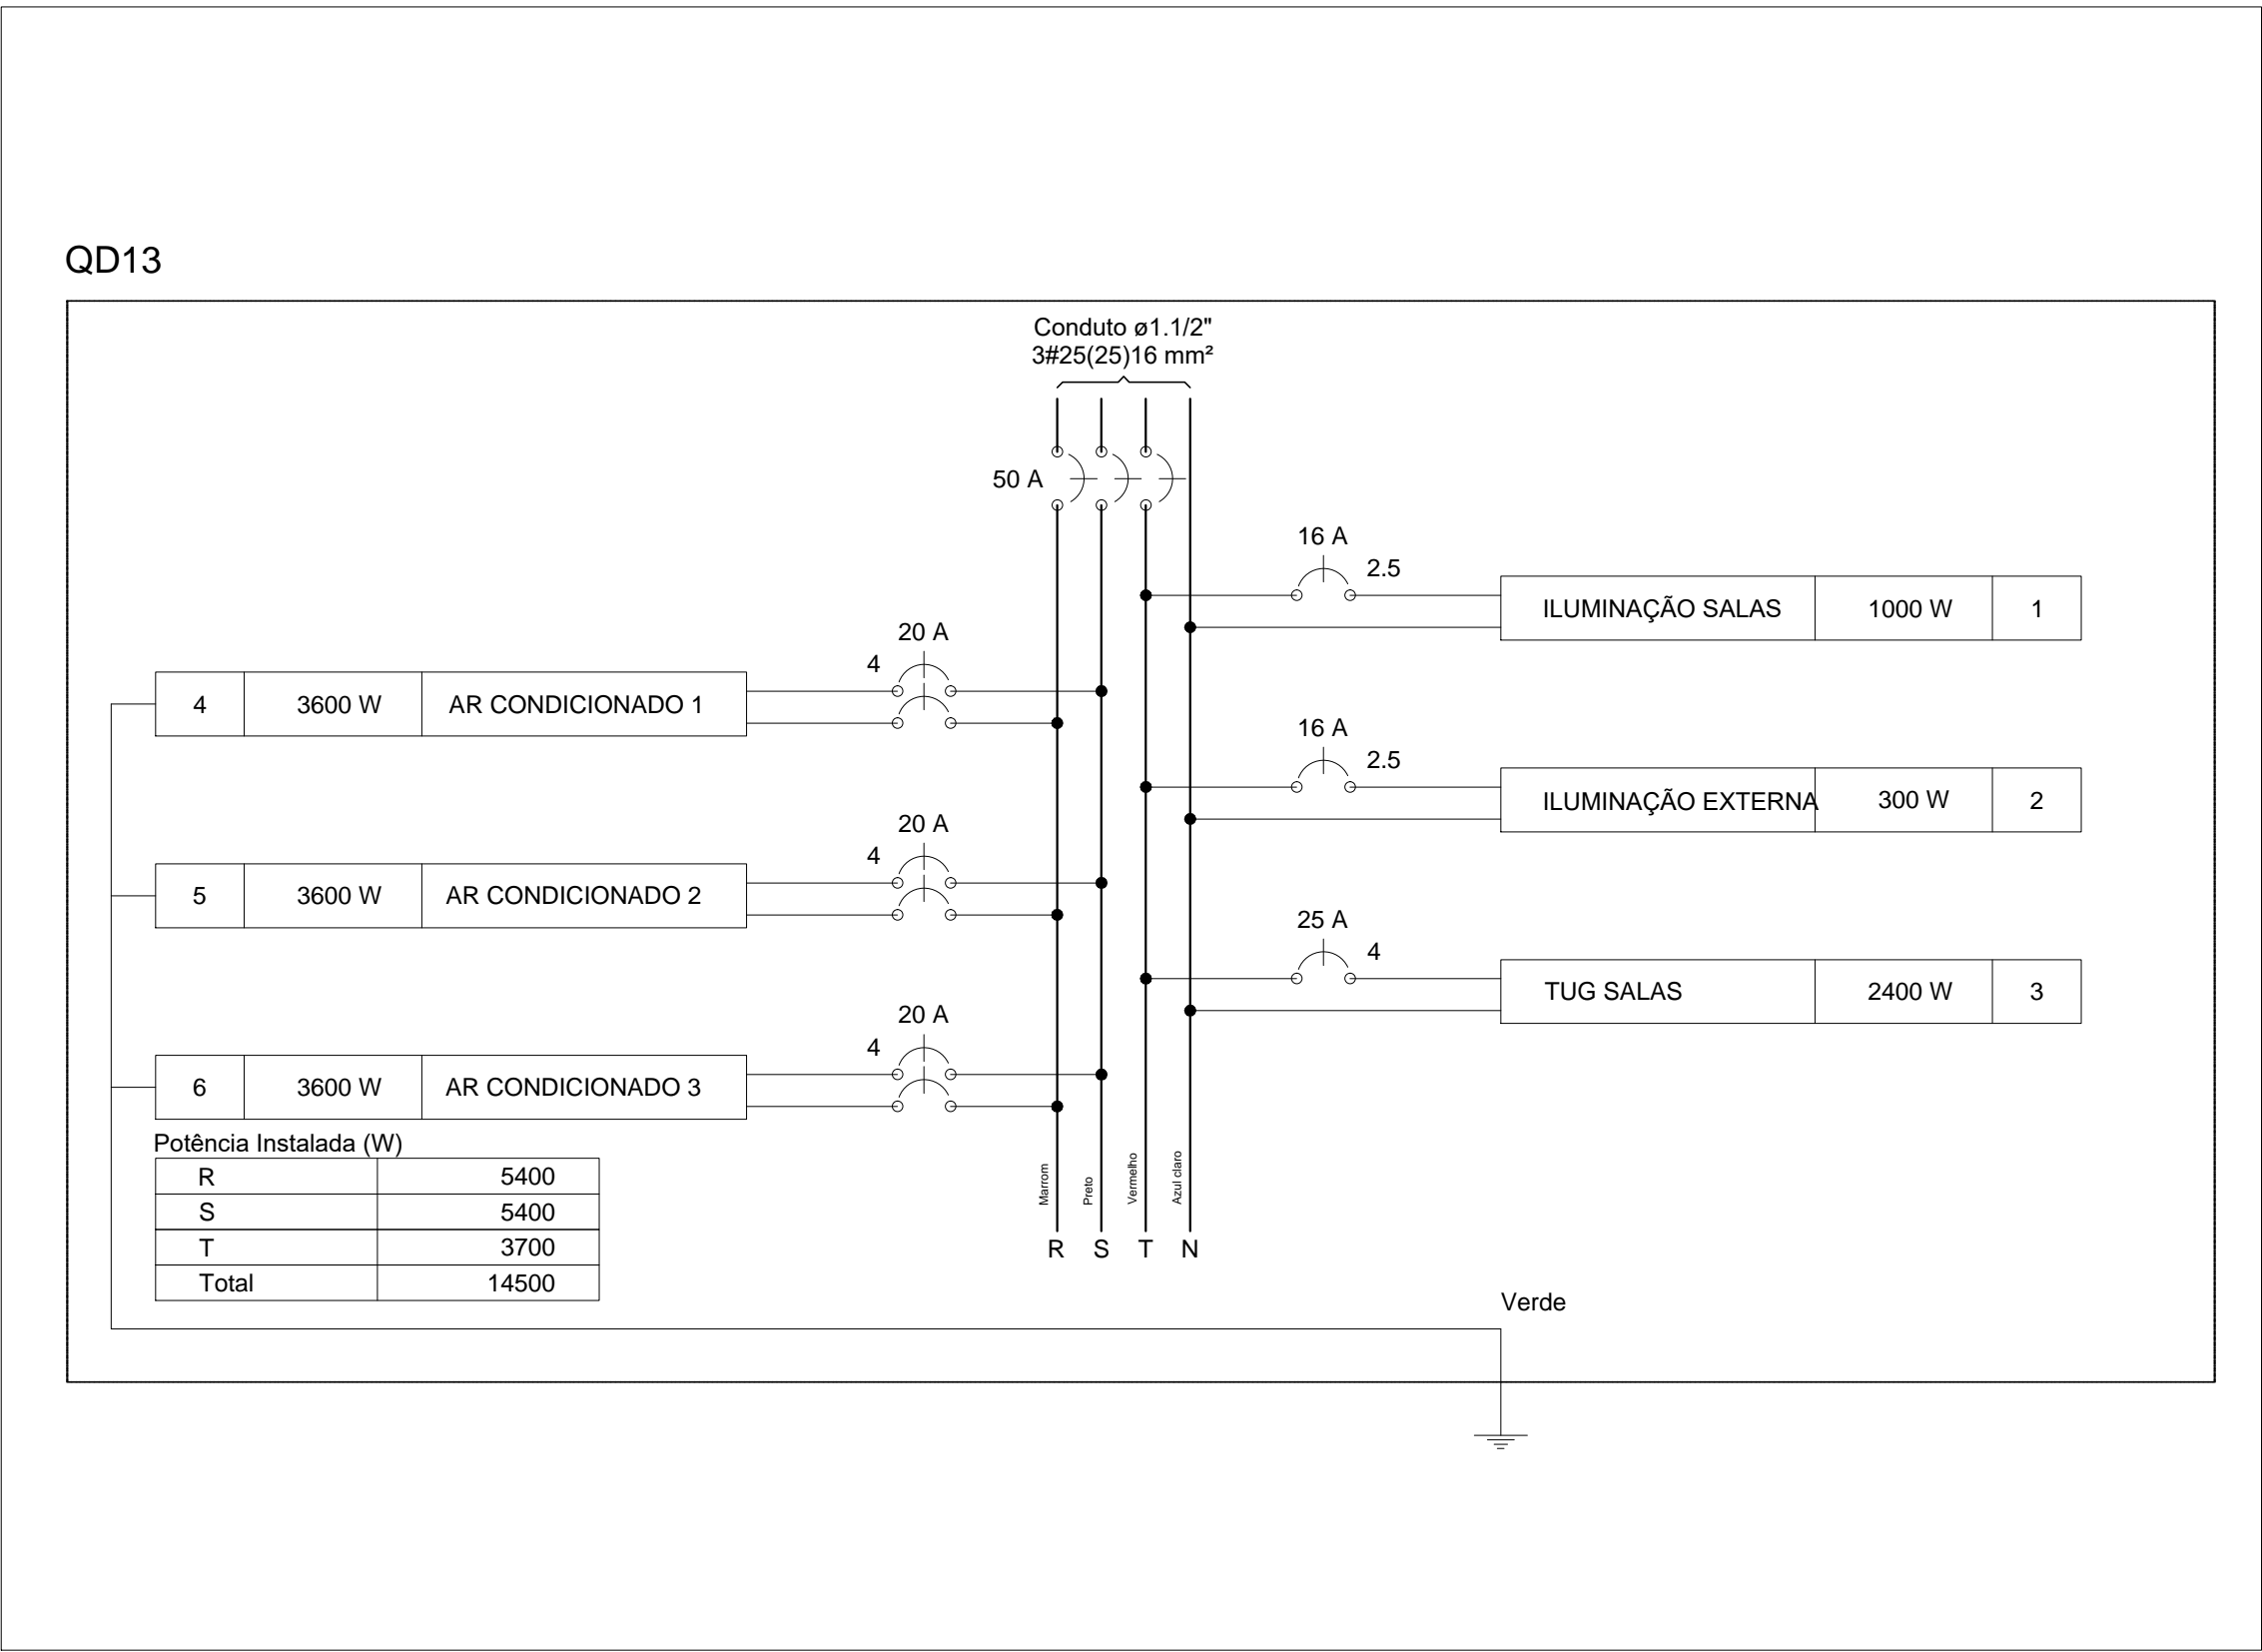 QD13
Conduto ø1.1/2"
3#25(25)16 mm²
50 A
16 A
2.5
ILUMINAÇÃO SALAS 1000 W 1
20 A
4
4 3600 W AR CONDICIONADO 1
16 A
2.5
ILUMINAÇÃO EXTERNA 300 W 2
20 A
4
5 3600 W AR CONDICIONADO 2
25 A
4
TUG SALAS 2400 W 3
20 A
4
6 3600 W AR CONDICIONADO 3
Potência Instalada (W)
R 5400
S 5400
T 3700
Total 14500
Marrom
Preto
Vermelho
Azul claro
R S T N
Verde